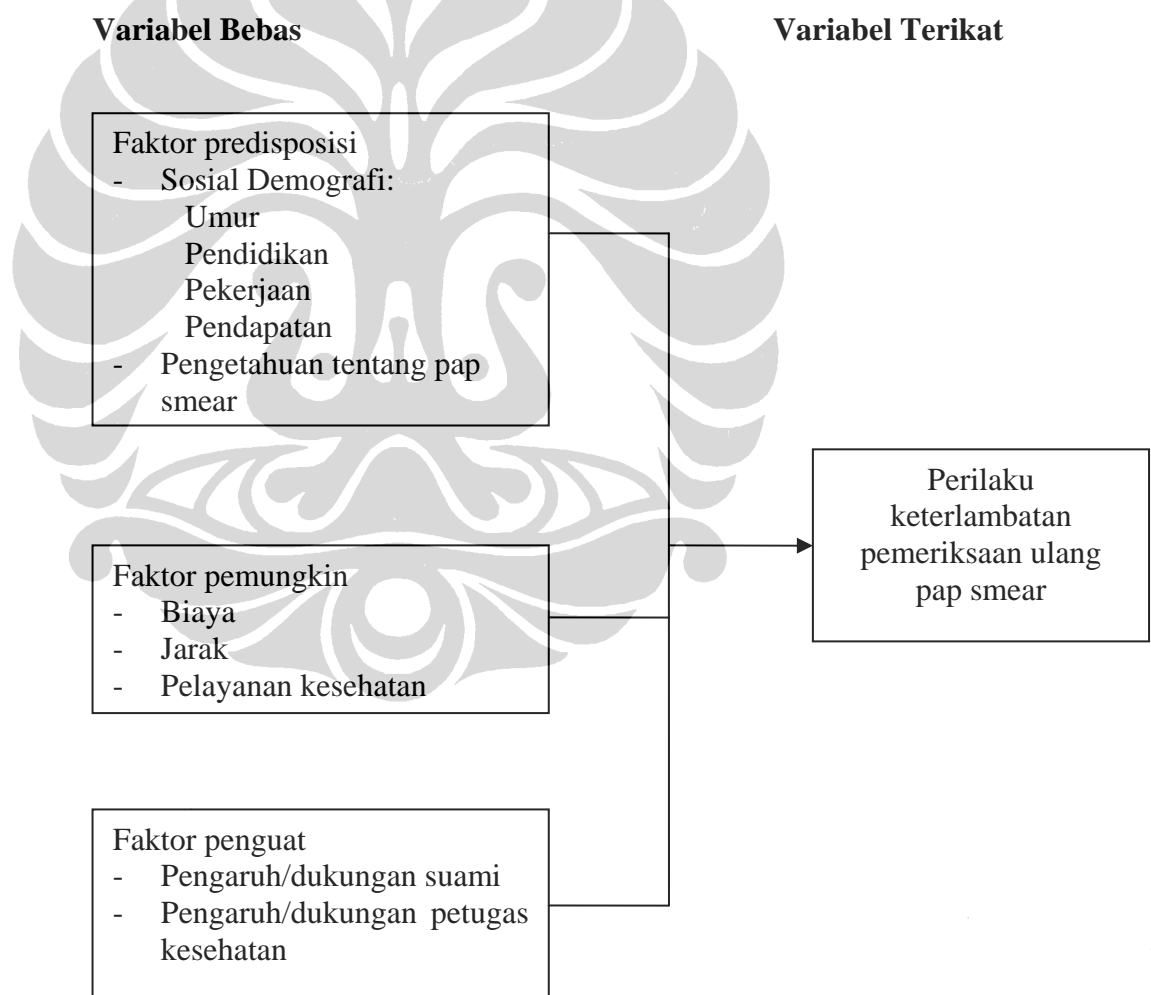 Variabel Bebas
Variabel Terikat
Faktor predisposisi
- Sosial Demografi:
Umur
Pendidikan
Pekerjaan
Pendapatan
- Pengetahuan tentang pap
smear
Faktor pemungkin
- Biaya
- Jarak
- Pelayanan kesehatan
Faktor penguat
- Pengaruh/dukungan suami
- Pengaruh/dukungan petugas
kesehatan
Perilaku
keterlambatan
pemeriksaan ulang
pap smear